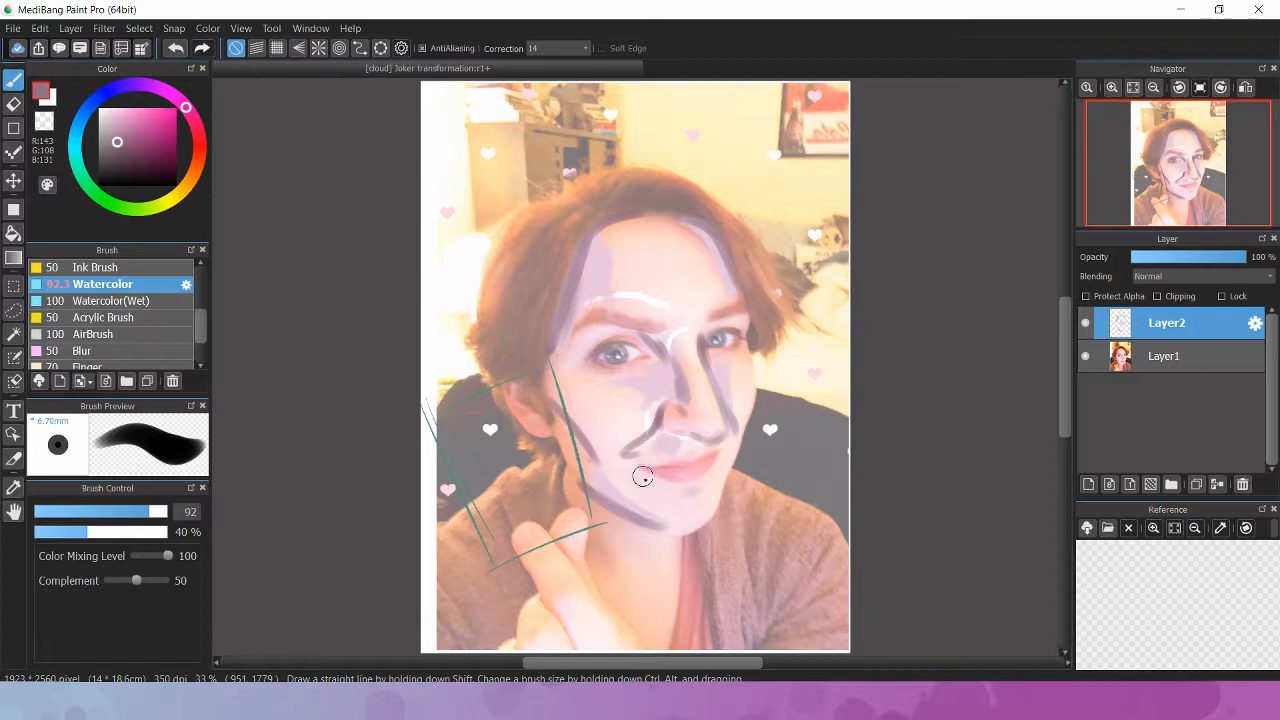 MediBang Paint Pro (64bit)
File Edit Layer Filter Select Snap Color View Tool Window Help
AntiAliasing Correction 14 Soft Edge
Color
[cloud] Joker transformation:r1+
Navigator
R:143
G:108
B:131
Brush
50 Ink Brush
92.3 Watercolor
100 Watercolor(Wet)
50 Acrylic Brush
100 AirBrush
50 Blur
Finger
Layer
Opacity 100 %
Blending Normal
Protect Alpha Clipping Lock
Layer2
Layer1
T
Brush Preview
* 6.70mm
Brush Control
92
40 %
Color Mixing Level 100
Complement 50
Reference
1923 * 2560 pixel (14 * 18.6cm) 350 dpi 33 % ( 951, 1779 ) Draw a straight line by holding down Shift, Change a brush size by holding down Ctrl, Alt, and dragging